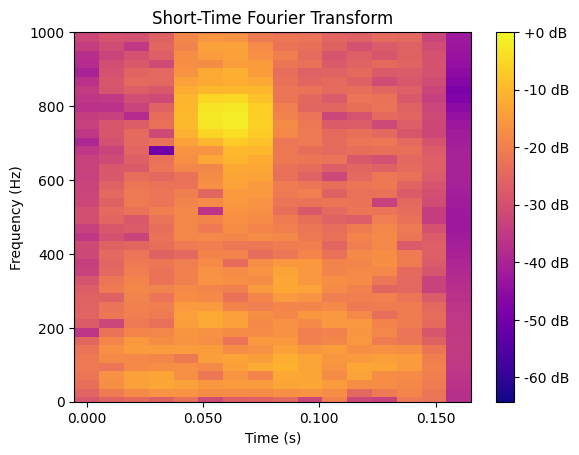 Short-Time Fourier Transform
1000
800
600
400
200
0
Frequency (Hz)
0.000
0.050
0.100
0.150
Time (s)
+0 dB
-10 dB
-20 dB
-30 dB
-40 dB
-50 dB
-60 dB